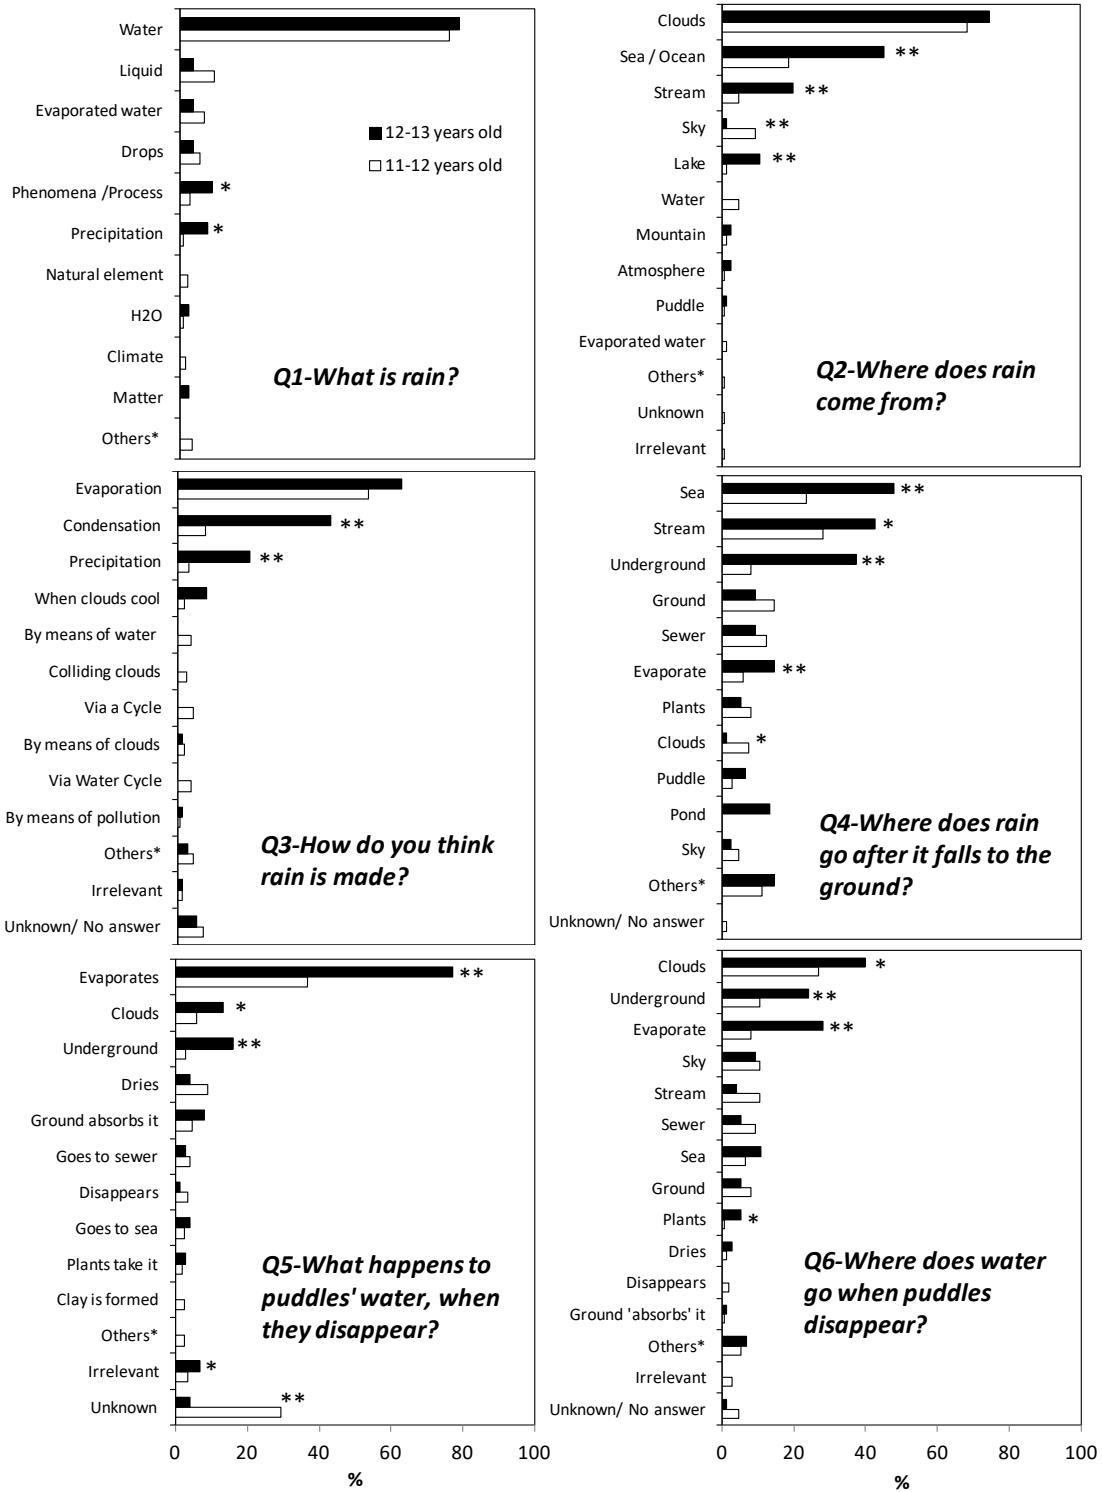 Water
Liquid
Evaporated water
Drops
Phenomena /Process
*
Precipitation
*
Natural element
H2O
Climate
Matter
Others*
12-13 years old
11-12 years old
Q1-What is rain?
Clouds
Sea / Ocean
**
Stream
**
Sky
**
Lake
**
Water
Mountain
Atmosphere
Puddle
Evaporated water
Others*
Unknown
Irrelevant
Q2-Where does rain
come from?
Evaporation
Condensation
**
Precipitation
**
When clouds cool
By means of water
Colliding clouds
Via a Cycle
By means of clouds
Via Water Cycle
By means of pollution
Others*
Irrelevant
Unknown/ No answer
Q3-How do you think
rain is made?
Sea
**
Stream
*
Underground
**
Ground
Sewer
Evaporate
**
Plants
Clouds
*
Puddle
Pond
Sky
Others*
Unknown/ No answer
Q4-Where does rain
go after it falls to the
ground?
Evaporates
**
Clouds
*
Underground
**
Dries
Ground absorbs it
Goes to sewer
Disappears
Goes to sea
Plants take it
Clay is formed
Others*
Irrelevant
*
Unknown
**
Q5-What happens to
puddles' water, when
they disappear?
0 20 40 60 80 100
%
Clouds
*
Underground
**
Evaporate
**
Sky
Stream
Sewer
Sea
Ground
Plants
*
Dries
Disappears
Ground 'absorbs' it
Others*
Irrelevant
Unknown/ No answer
Q6-Where does water
go when puddles
disappear?
0 20 40 60 80 100
%